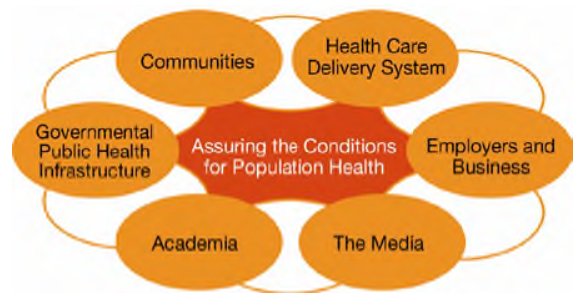 Communities
Health Care
Delivery System
Governmental
Public Health
Infrastructure
Assuring the Conditions
for Population Health
Employers and
Business
Academia
The Media